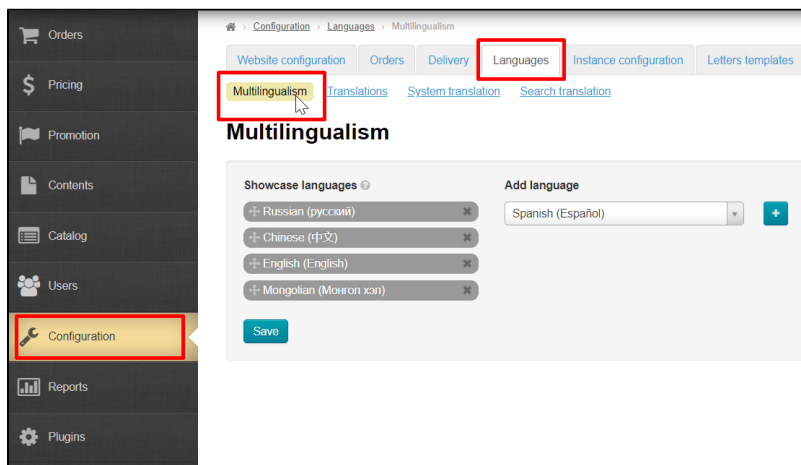 Orders
Pricing
Promotion
Contents
Catalog
Users
Configuration
Reports
Plugins
Configuration › Languages › Multilingualism
Website configuration Orders Delivery Languages Instance configuration Letters templates
Multilingualism Translations System translation Search translation
Multilingualism
Showcase languages
Russian (русский)
Chinese (中文)
English (English)
Mongolian (Монгол хэл)
Save
Add language
Spanish (Español)